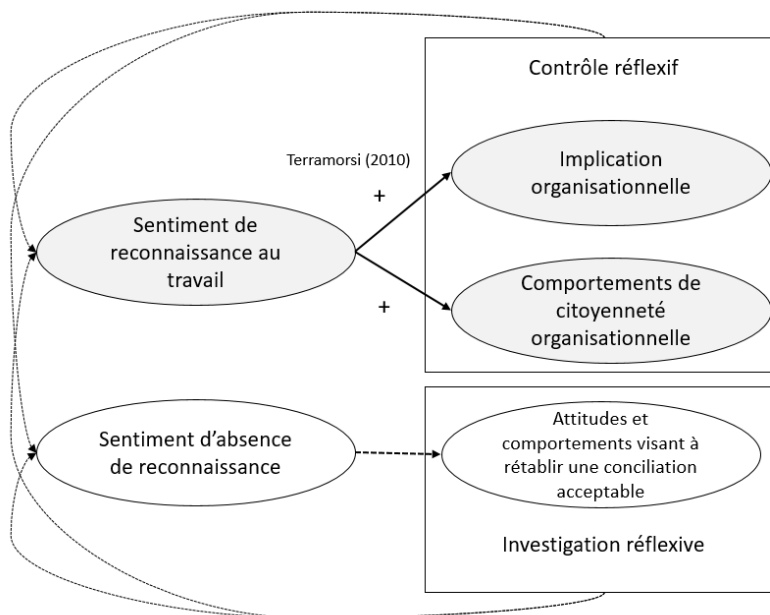 Contrôle réflexif
Terramorsi (2010)
Implication
organisationnelle
+
Sentiment de
reconnaissance au
travail
Comportements de
citoyenneté
organisationnelle
+
Sentiment d’absence
de reconnaissance
Attitudes et
comportements visant à
rétablir une conciliation
acceptable
Investigation réflexive